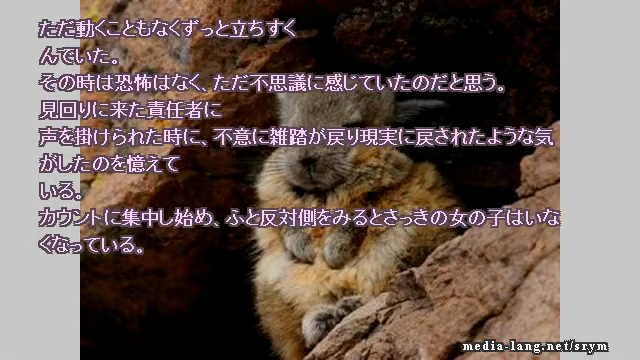 ただ動くこともなくずっと立ちすく
んでいた。
その時は恐怖はなく、ただ不思議に感じていたのだと思う。
見回りに来た責任者に
声を掛けられた時に、不意に雑踏が戻り現実に戻されたような気
がしたのを憶えて
いる。
カウントに集中し始め、ふと反対側をみるとさっきの女の子はいな
くなっている。
media-lang.net/srym